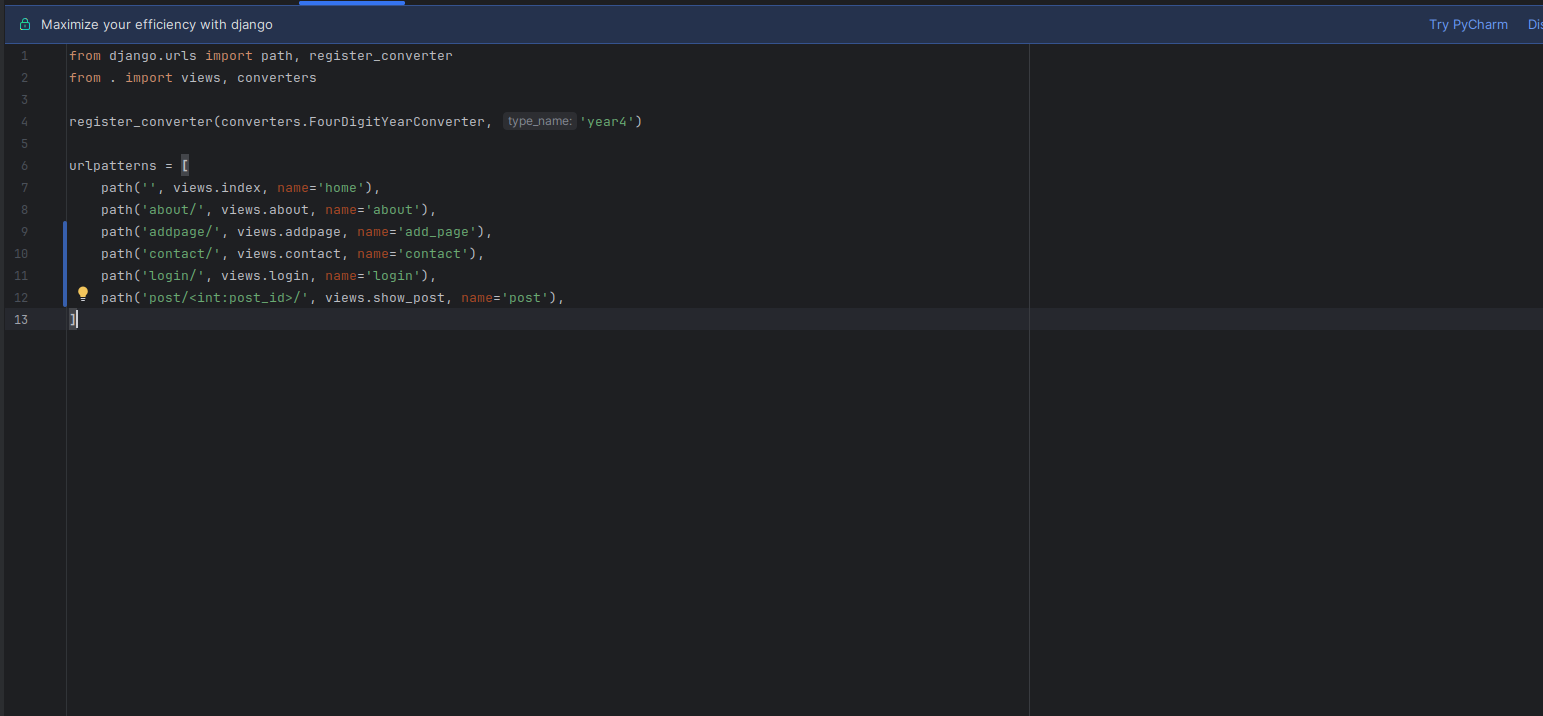 Maximize your efficiency with django Try PyCharm
1 from django.urls import path, register_converter
2 from . import views, converters
3
4 register_converter(converters.FourDigitYearConverter, type_name: 'year4')
5
6 urlpatterns = [
7     path('', views.index, name='home'),
8     path('about/', views.about, name='about'),
9     path('addpage/', views.addpage, name='add_page'),
10     path('contact/', views.contact, name='contact'),
11     path('login/', views.login, name='login'),
12     path('post/<int:post_id>/', views.show_post, name='post'),
13 ]